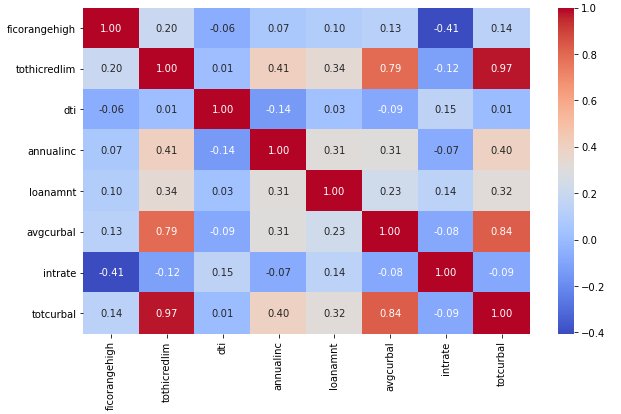 ficorangehigh 1.00 0.20 -0.06 0.07 0.10 0.13 -0.41 0.14
tothicredlim 0.20 1.00 0.01 0.41 0.34 0.79 -0.12 0.97
dti -0.06 0.01 1.00 -0.14 0.03 -0.09 0.15 0.01
annualinc 0.07 0.41 -0.14 1.00 0.31 0.31 -0.07 0.40
loanamnt 0.10 0.34 0.03 0.31 1.00 0.23 0.14 0.32
avgcurbal 0.13 0.79 -0.09 0.31 0.23 1.00 -0.08 0.84
intrate -0.41 -0.12 0.15 -0.07 0.14 -0.08 1.00 -0.09
totcurbal 0.14 0.97 0.01 0.40 0.32 0.84 -0.09 1.00
ficorangehigh
tothicredlim
dti
annualinc
loanamnt
avgcurbal
intrate
totcurbal
1.0
0.8
0.6
0.4
0.2
0.0
−0.2
−0.4